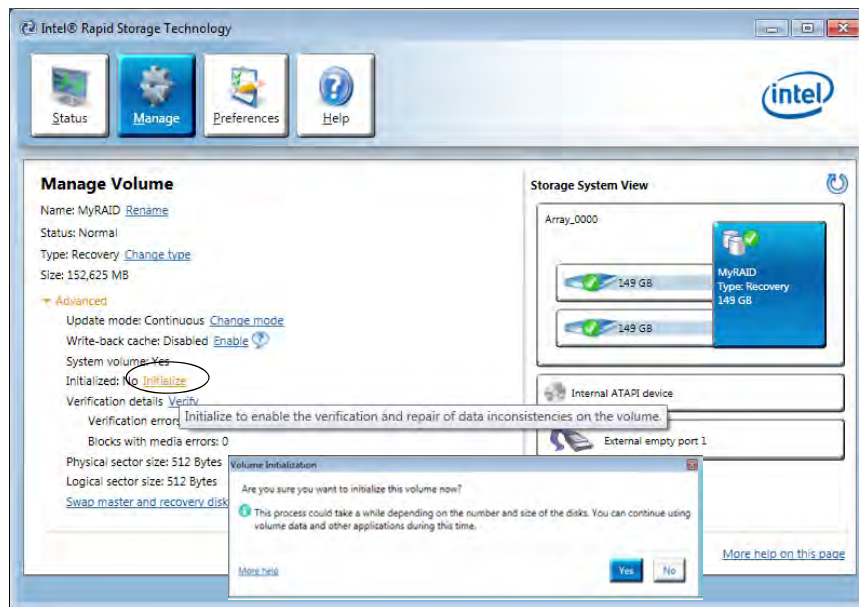 Intel® Rapid Storage Technology
Status
Manage
Preferences
Help
intel
Manage Volume
Name: MyRAID Rename
Status: Normal
Type: Recovery Change type
Size: 152,625 MB
Advanced
Update mode: Continuous Change mode
Write-back cache: Disabled Enable
System volume: Yes
Initialized: No Initialize
Verification details Verify
Initialize to enable the verification and repair of data inconsistencies on the volume.
Verification errors
Blocks with media errors: 0
Physical sector size: 512 Bytes
Logical sector size: 512 Bytes
Swap master and recovery disk
Storage System View
Array_0000
149 GB
149 GB
MyRAID
Type: Recovery
149 GB
Internal ATAPI device
External empty port 1
Volume Initialization
Are you sure you want to initialize this volume now?
This process could take a while depending on the number and size of the disks. You can continue using
volume data and other applications during this time.
More help
Yes
No
More help on this page